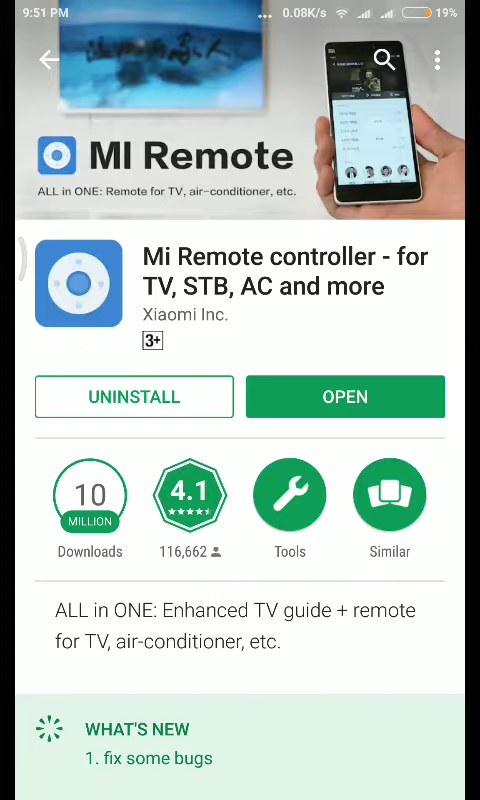 9:51 PM ... 0.08K/s 19%
MI Remote
ALL in ONE: Remote for TV, air-conditioner, etc.
Mi Remote controller - for
TV, STB, AC and more
Xiaomi Inc.
3+
UNINSTALL OPEN
10
MILLION
4.1
Downloads 116,662 Tools Similar
ALL in ONE: Enhanced TV guide + remote
for TV, air-conditioner, etc.
WHAT'S NEW
1. fix some bugs